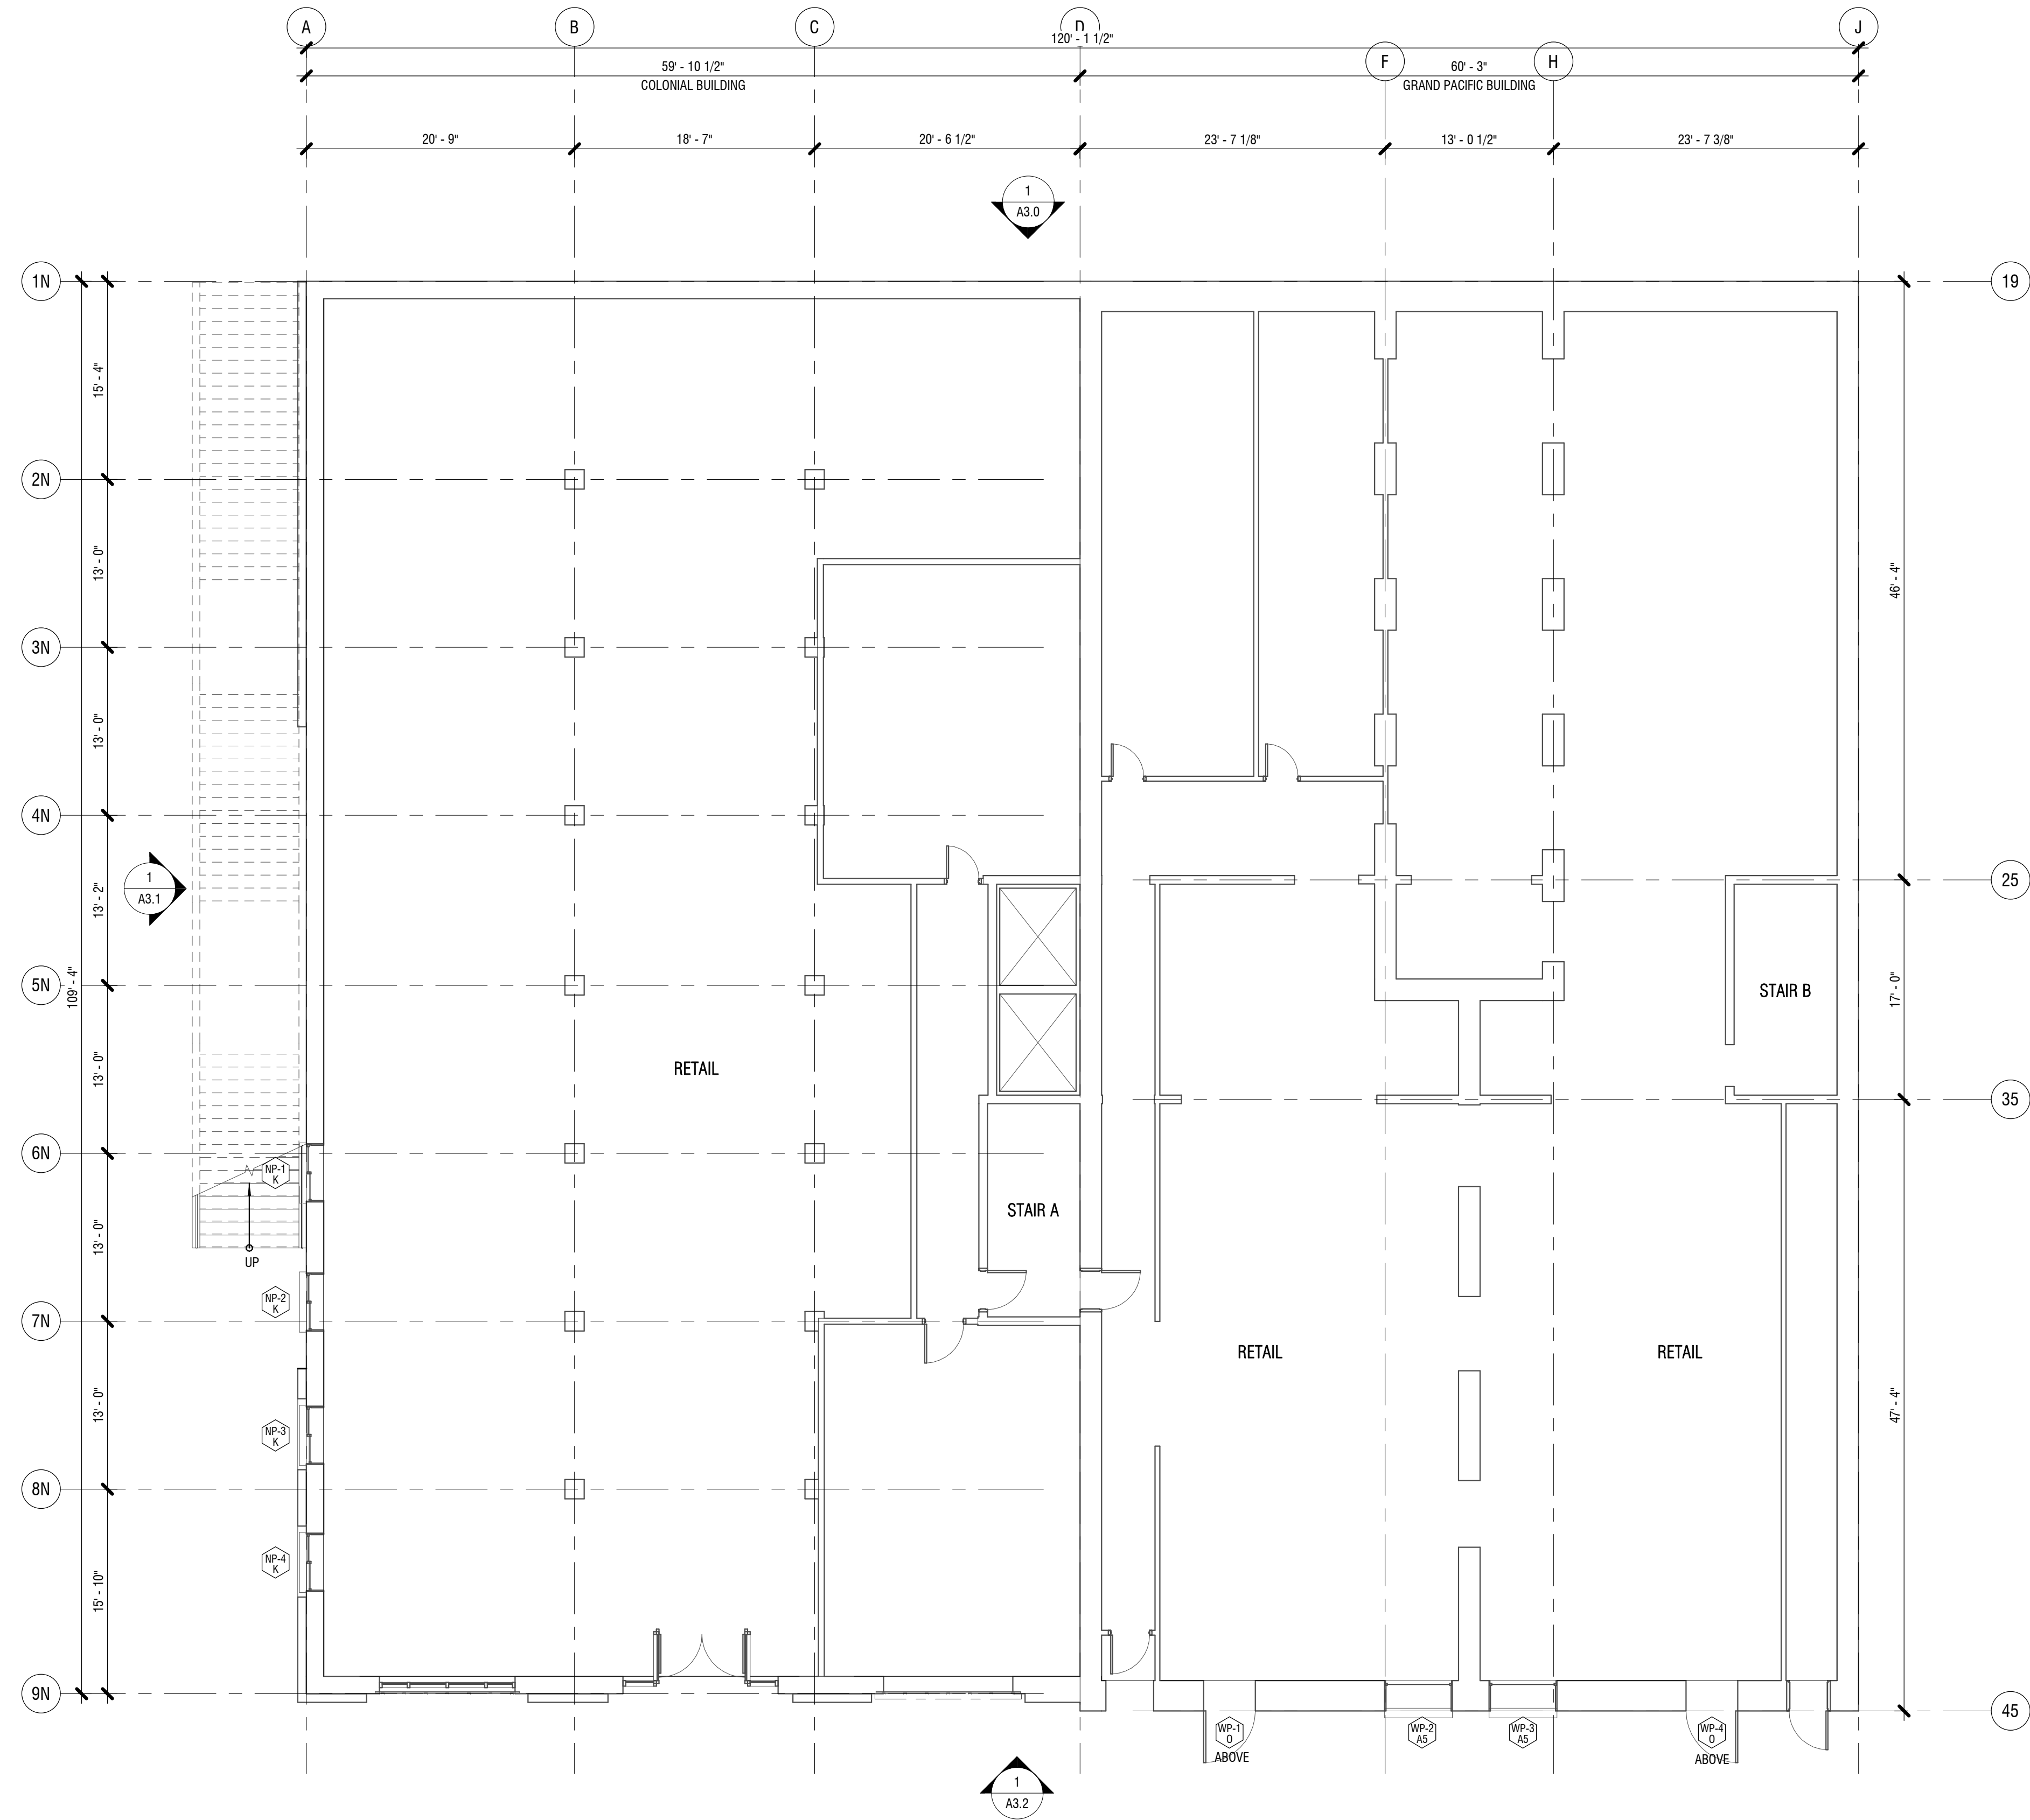 A
B
C
D
J
120' - 1 1/2"
59' - 10 1/2"
COLONIAL BUILDING
F
60' - 3"
GRAND PACIFIC BUILDING
H
20' - 9"
18' - 7"
20' - 6 1/2"
23' - 7 1/8"
13' - 0 1/2"
23' - 7 3/8"
1
A3.0
1N
19
15' - 4"
2N
13' - 0"
46' - 4"
3N
13' - 0"
4N
1
A3.1
13' - 2"
25
109' - 4"
5N
STAIR B
17' - 0"
13' - 0"
RETAIL
35
6N
NP-1
K
STAIR A
13' - 0"
UP
NP-2
K
7N
RETAIL
RETAIL
13' - 0"
47' - 4"
NP-3
K
8N
NP-4
K
15' - 10"
9N
45
WP-1
O
ABOVE
WP-2
A5
WP-3
A5
WP-4
O
ABOVE
1
A3.2